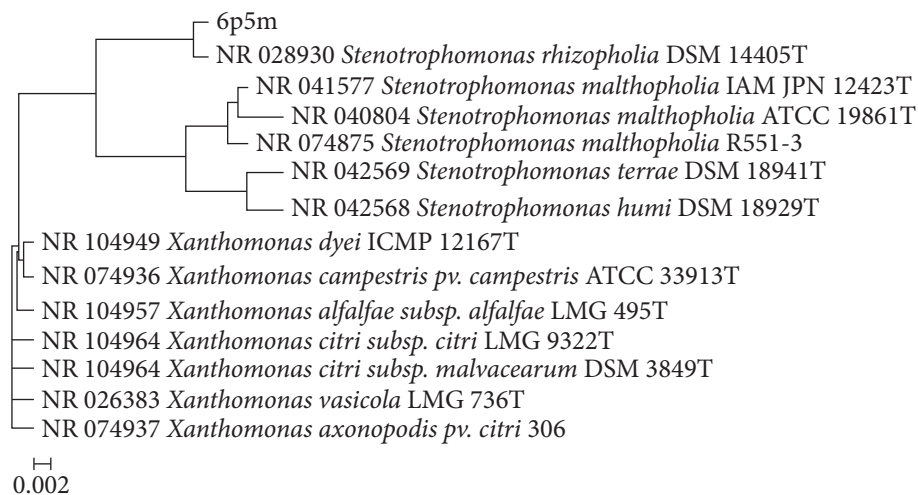 6p5m
NR 028930 Stenotrophomonas rhizopholia DSM 14405T
NR 041577 Stenotrophomonas malthopholia IAM JPN 12423T
NR 040804 Stenotrophomonas malthopholia ATCC 19861T
NR 074875 Stenotrophomonas malthopholia R551-3
NR 042569 Stenotrophomonas terrae DSM 18941T
NR 042568 Stenotrophomonas humi DSM 18929T
NR 104949 Xanthomonas dyei ICMP 12167T
NR 074936 Xanthomonas campestris pv. campestris ATCC 33913T
NR 104957 Xanthomonas alfalfae subsp. alfalfae LMG 495T
NR 104964 Xanthomonas citri subsp. citri LMG 9322T
NR 104964 Xanthomonas citri subsp. malvacearum DSM 3849T
NR 026383 Xanthomonas vasicola LMG 736T
NR 074937 Xanthomonas axonopodis pv. citri 306
0.002